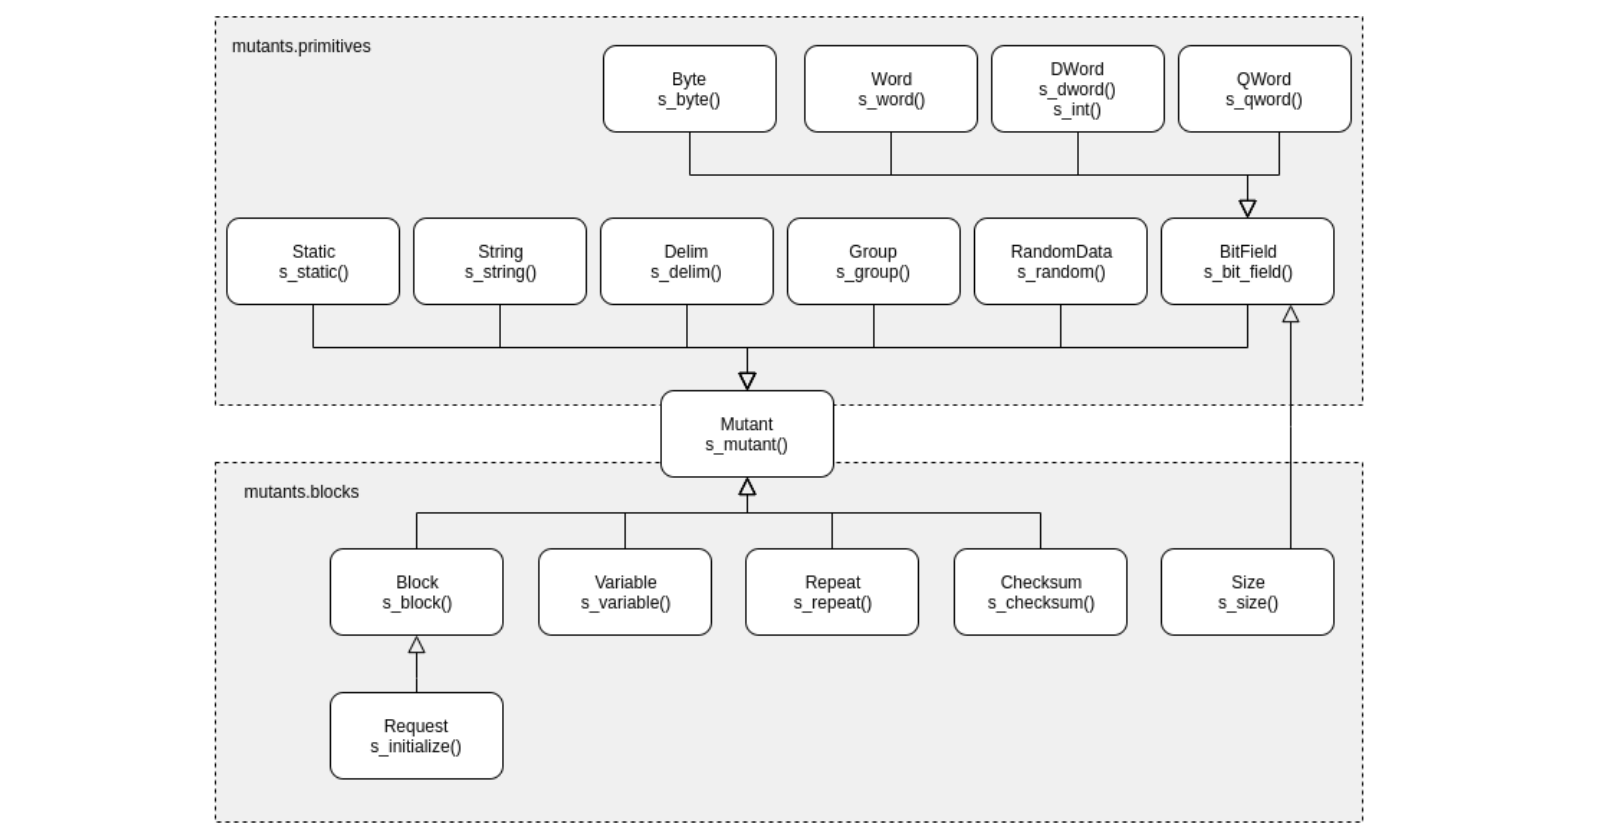 mutants.primitives
Byte
s_byte()
Word
s_word()
DWord
s_dword()
s_int()
QWord
s_qword()
Static
s_static()
String
s_string()
Delim
s_delim()
Group
s_group()
RandomData
s_random()
BitField
s_bit_field()
Mutant
s_mutant()
mutants.blocks
Block
s_block()
Variable
s_variable()
Repeat
s_repeat()
Checksum
s_checksum()
Size
s_size()
Request
s_initialize()